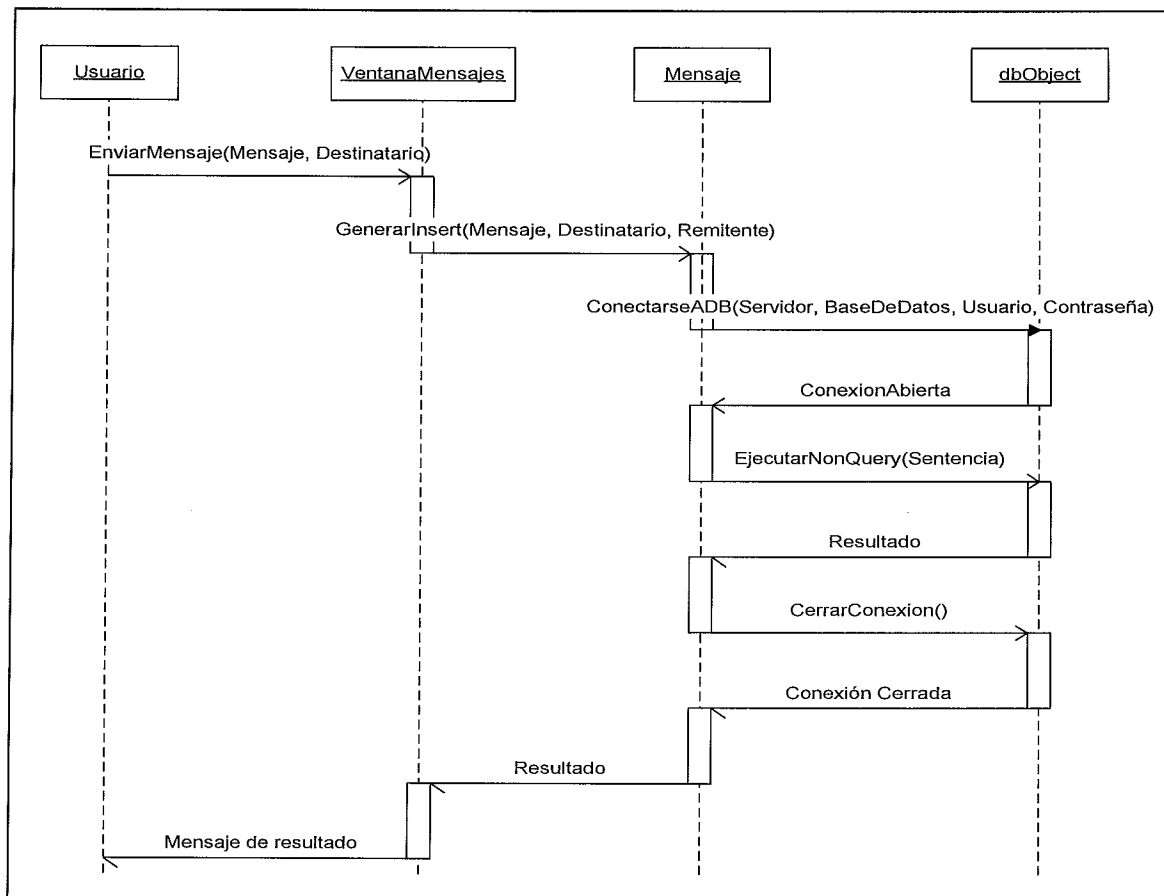 Usuario
VentanaMensajes
Mensaje
dbObject
EnviarMensaje(Mensaje, Destinatario)
GenerarInsert(Mensaje, Destinatario, Remitente)
ConectarseADB(Servidor, BaseDeDatos, Usuario, Contraseña)
ConexionAbierta
EjecutarNonQuery(Sentencia)
Resultado
CerrarConexion()
Conexión Cerrada
Resultado
Mensaje de resultado